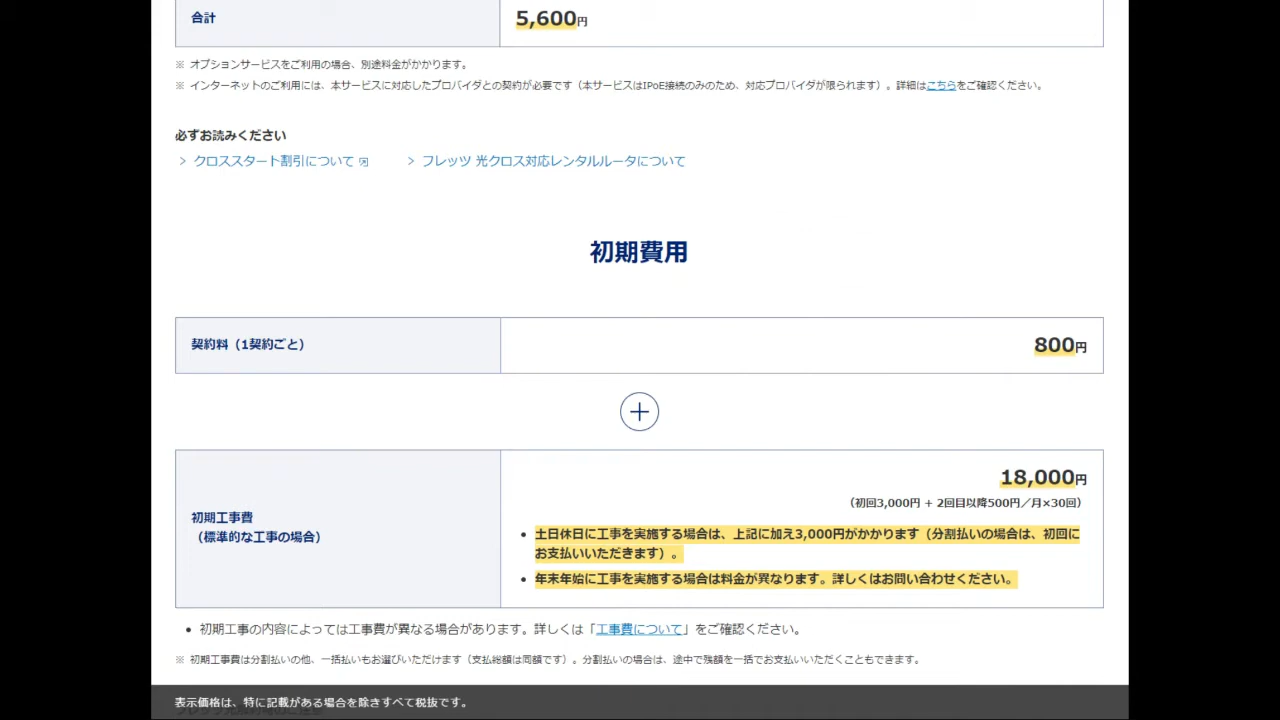 合計
5,600円
※ オプションサービスをご利用の場合、別途料金がかかります。
※ インターネットのご利用には、本サービスに対応したプロバイダとの契約が必要です（本サービスはIPoE接続のみのため、対応プロバイダが限られます）。詳細はこちらをご確認ください。
必ずお読みください
> クロススタート割引について
> フレッツ 光クロス対応レンタルルータについて
初期費用
契約料（1契約ごと）
800円
+
18,000円
（初回3,000円 + 2回目以降500円／月×30回）
初期工事費
（標準的な工事の場合）
• 土日休日に工事を実施する場合は、上記に加え3,000円がかかります（分割払いの場合は、初回に
お支払いいただきます）。
• 年末年始に工事を実施する場合は料金が異なります。詳しくはお問い合わせください。
• 初期工事の内容によっては工事費が異なる場合があります。詳しくは「工事費について」をご確認ください。
※ 初期工事費は分割払いの他、一括払いもお選びいただけます（支払総額は同額です）。分割払いの場合は、途中で残額を一括でお支払いいただくこともできます。
表示価格は、特に記載がある場合を除きすべて税抜です。